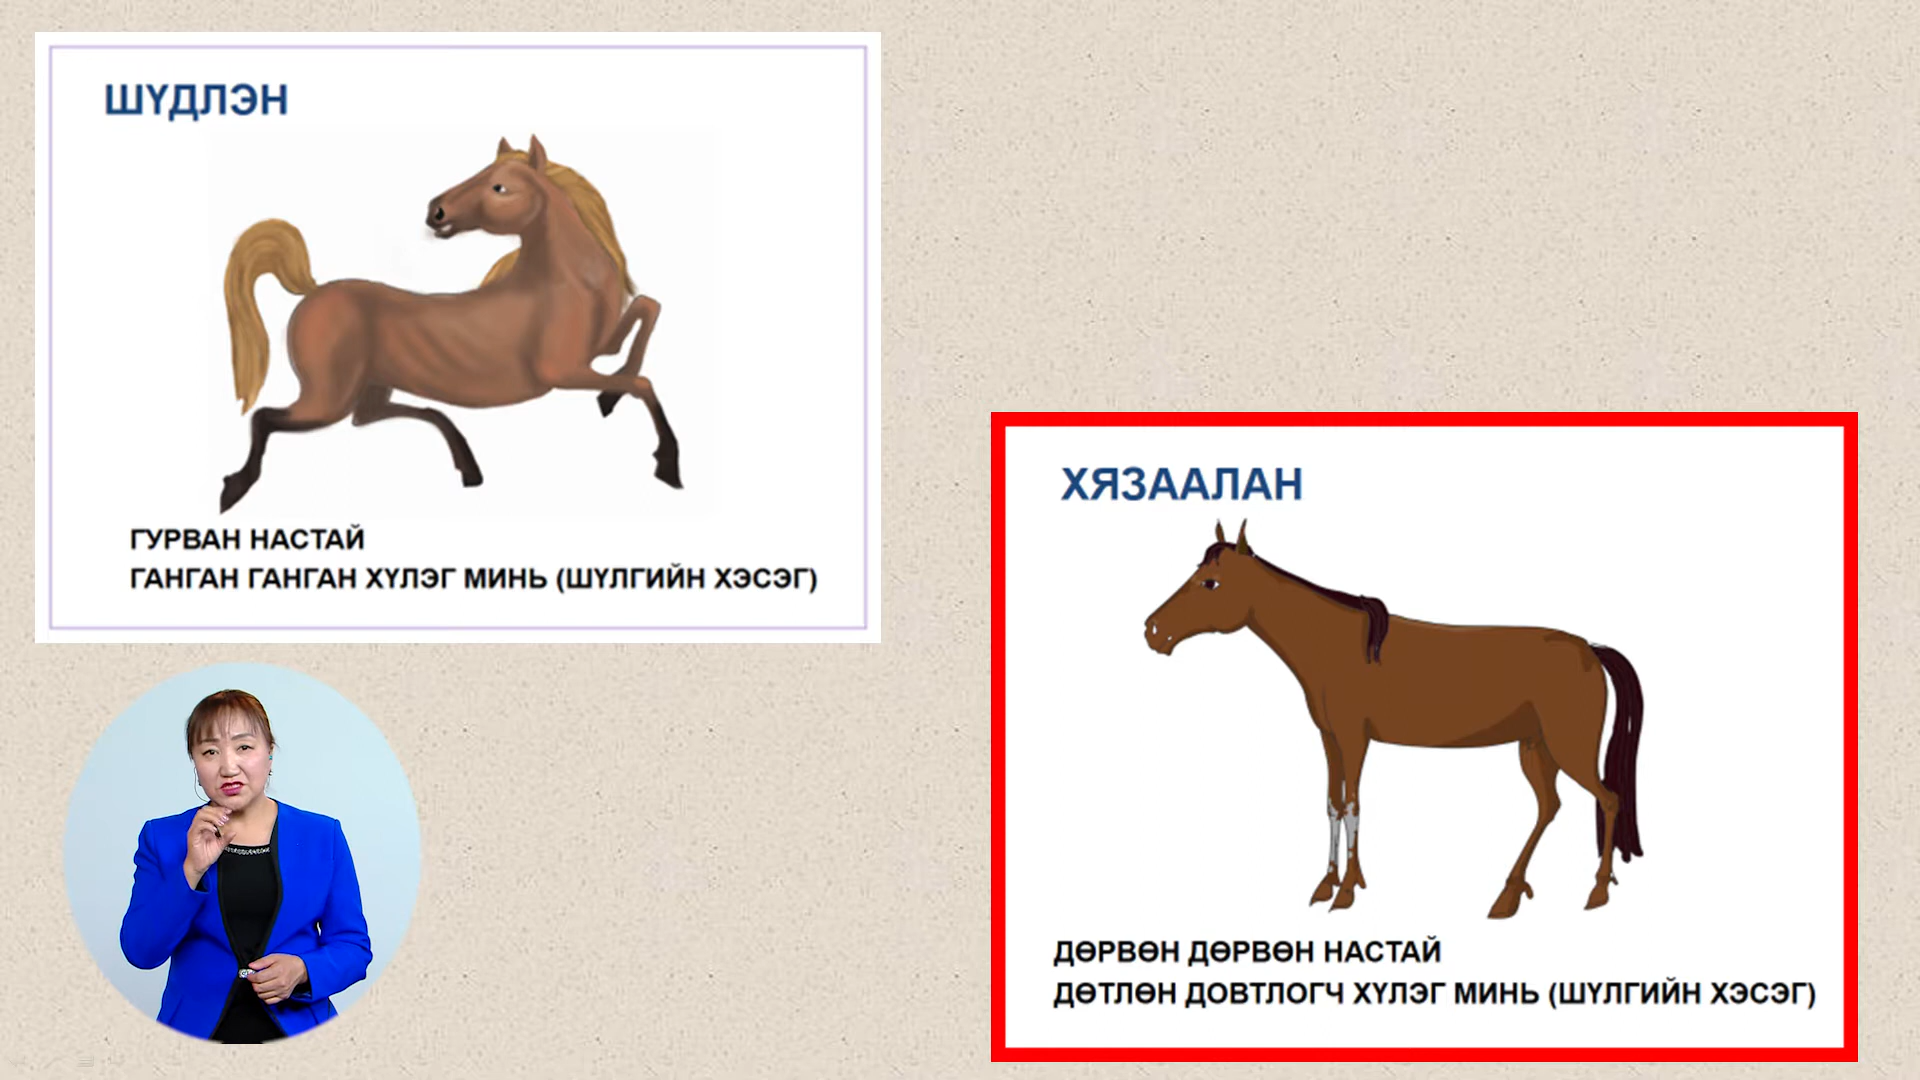 ШҮДЛЭН
ГУРВАН НАСТАЙ
ГАНГАН ГАНГАН ХҮЛЭГ МИНЬ (ШҮЛГИЙН ХЭСЭГ)
ХЯЗААЛАН
ДӨРВӨН ДӨРВӨН НАСТАЙ
ДӨТЛӨН ДОВТЛОГЧ ХҮЛЭГ МИНЬ (ШҮЛГИЙН ХЭСЭГ)